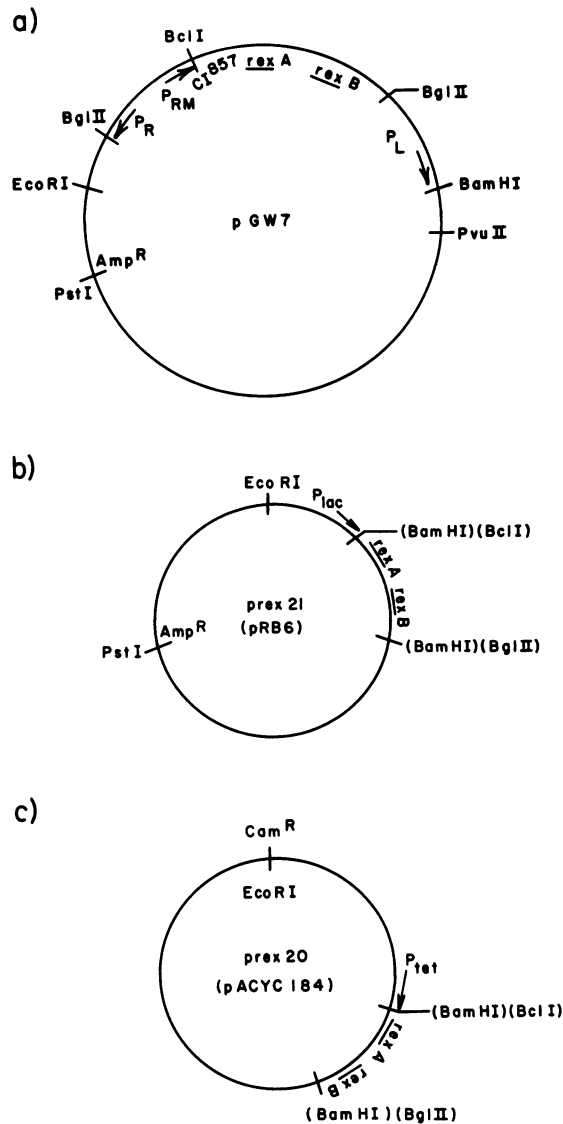 a)
BclI
CI857 rex A
rex B
PRM
PR
BglII
BglII
PL
EcoRI
BamHI
pGW7
PvuII
AmpR
PstI
b)
EcoRI
Plac
(BamHI)(BclI)
rex A
rex B
prex 21
(pRB6)
AmpR
PstI
(BamHI)(BglII)
c)
CamR
EcoRI
prex 20
(pACYC 184)
Ptet
(BamHI)(BclI)
rex A
rex B
(BamHI)(BglII)